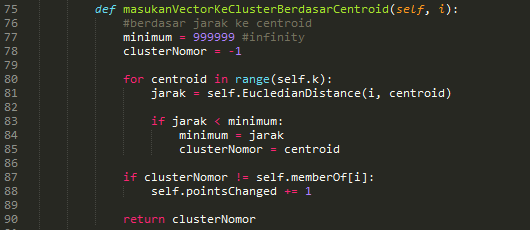 75 def masukanVectorKeClusterBerdasarCentroid(self, i):
76 #berdasar jarak ke centroid
77 minimum = 999999 #infinity
78 clusterNomor = -1
79
80 for centroid in range(self.k):
81 jarak = self.EucledianDistance(i, centroid)
82
83 if jarak < minimum:
84 minimum = jarak
85 clusterNomor = centroid
86
87 if clusterNomor != self.memberOf[i]:
88 self.pointsChanged += 1
89
90 return clusterNomor